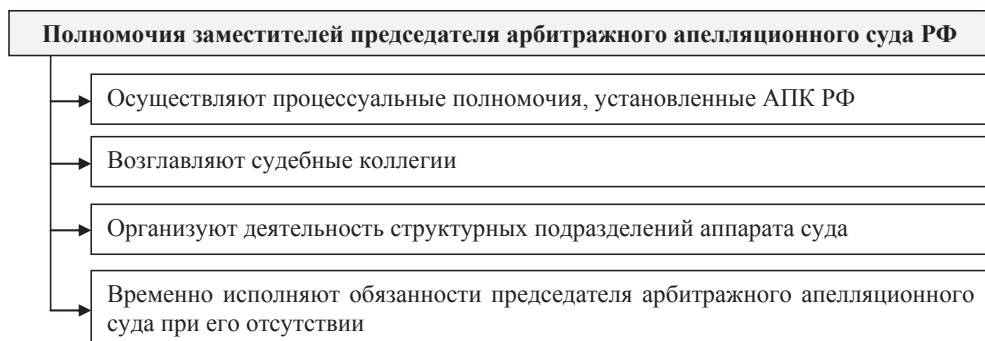 Полномочия заместителей председателя арбитражного апелляционного суда РФ
Осуществляют процессуальные полномочия, установленные АПК РФ
Возглавляют судебные коллегии
Организуют деятельность структурных подразделений аппарата суда
Временно исполняют обязанности председателя арбитражного апелляционного
суда при его отсутствии